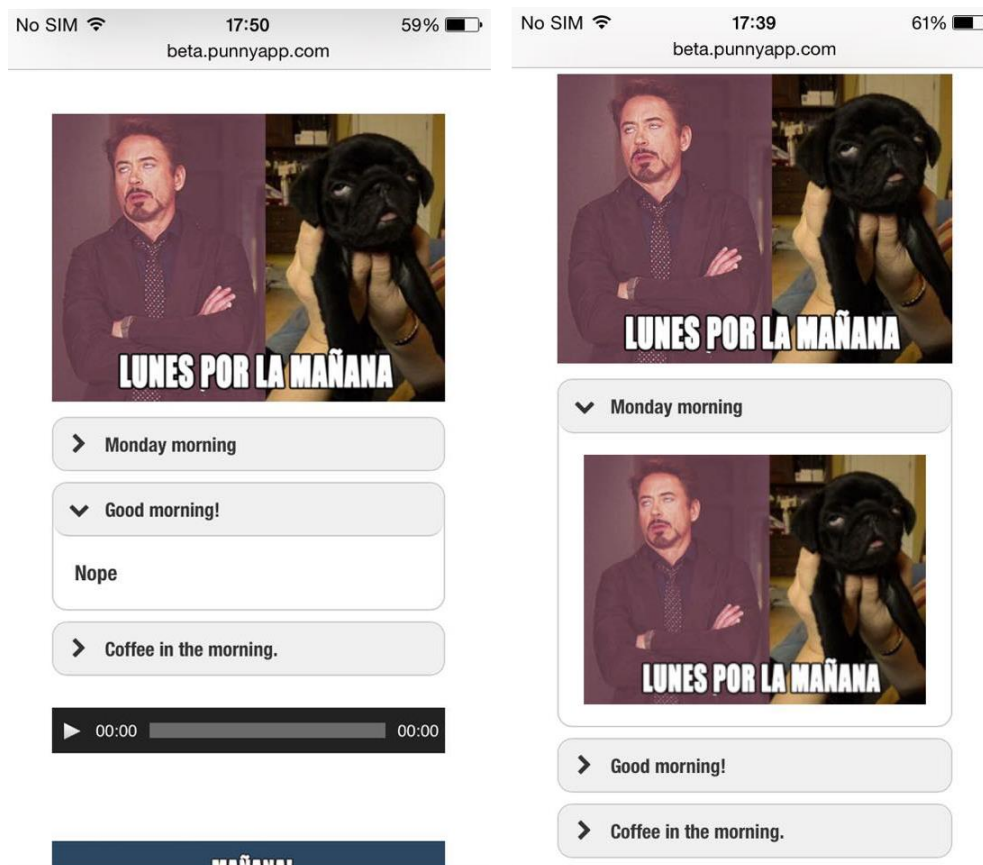 No SIM 17:50 59%
beta.punnyapp.com
LUNES POR LA MAÑANA
Monday morning
Good morning!
Nope
Coffee in the morning.
00:00 00:00
MAÑANA!
No SIM 17:39 61%
beta.punnyapp.com
LUNES POR LA MAÑANA
Monday morning
LUNES POR LA MAÑANA
Good morning!
Coffee in the morning.